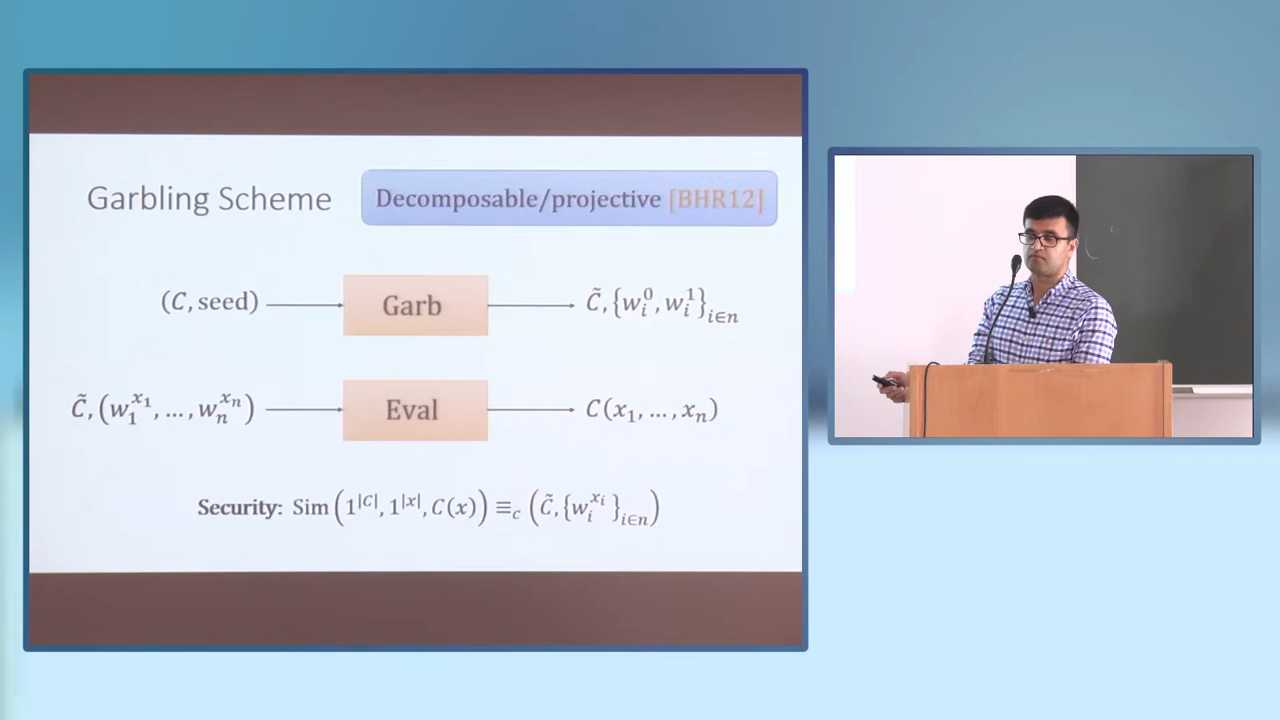 Garbling Scheme
Decomposable/projective [BHR12]
(C, seed)
Garb
C̃, {w_i^0, w_i^1}_{i∈n}
C̃, (w_1^{x_1}, …, w_n^{x_n})
Eval
C(x_1, …, x_n)
Security: Sim (1^{|C|}, 1^{|x|}, C(x)) ≡_c (C̃, {w_i^{x_i}}_{i∈n})